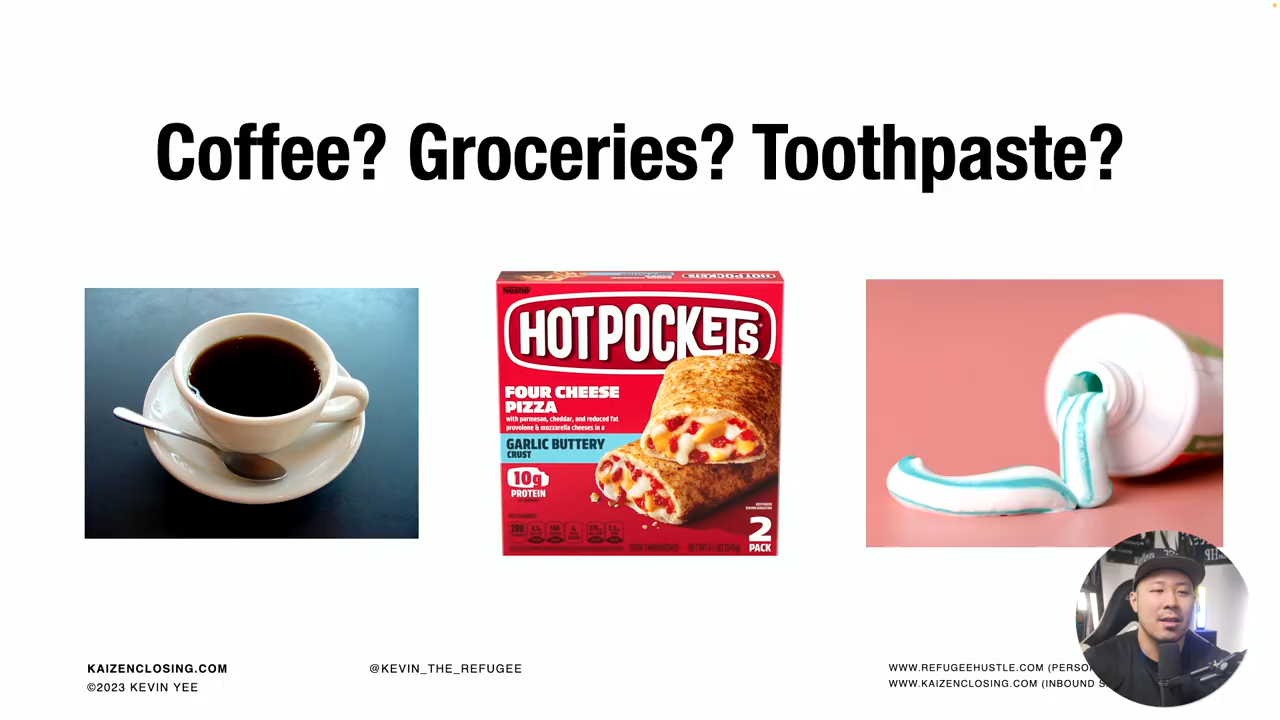 Coffee? Groceries? Toothpaste?
Nestlé
HOT POCKETS
HOT POCKETS®
FOUR CHEESE
PIZZA
with parmesan, cheddar, and reduced fat
provolone & mozzarella cheeses in a
GARLIC BUTTERY
CRUST
10g
PROTEIN
2
PACK
KAIZENCLOSING.COM
@KEVIN_THE_REFUGEE
WWW.REFUGEEHUSTLE.COM (PERSO
©2023 KEVIN YEE
WWW.KAIZENCLOSING.COM (INBOUND S